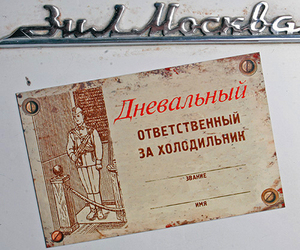 ЗиЛ Москва
Дневальный
ОТВЕТСТВЕННЫЙ
ЗА ХОЛОДИЛЬНИК
ЗВАНИЕ
ИМЯ